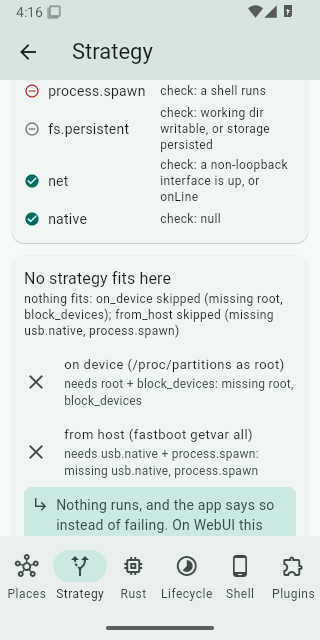 4:16
Strategy
process.spawn
check: a shell runs
fs.persistent
check: working dir
writable, or storage
persisted
net
check: a non-loopback
interface is up, or
onLine
native
check: null
No strategy fits here
nothing fits: on_device skipped (missing root,
block_devices); from_host skipped (missing
usb.native, process.spawn)
on device (/proc/partitions as root)
needs root + block_devices: missing root,
block_devices
from host (fastboot getvar all)
needs usb.native + process.spawn:
missing usb.native, process.spawn
Nothing runs, and the app says so
instead of failing. On WebUI this
Places
Strategy
Rust
Lifecycle
Shell
Plugins